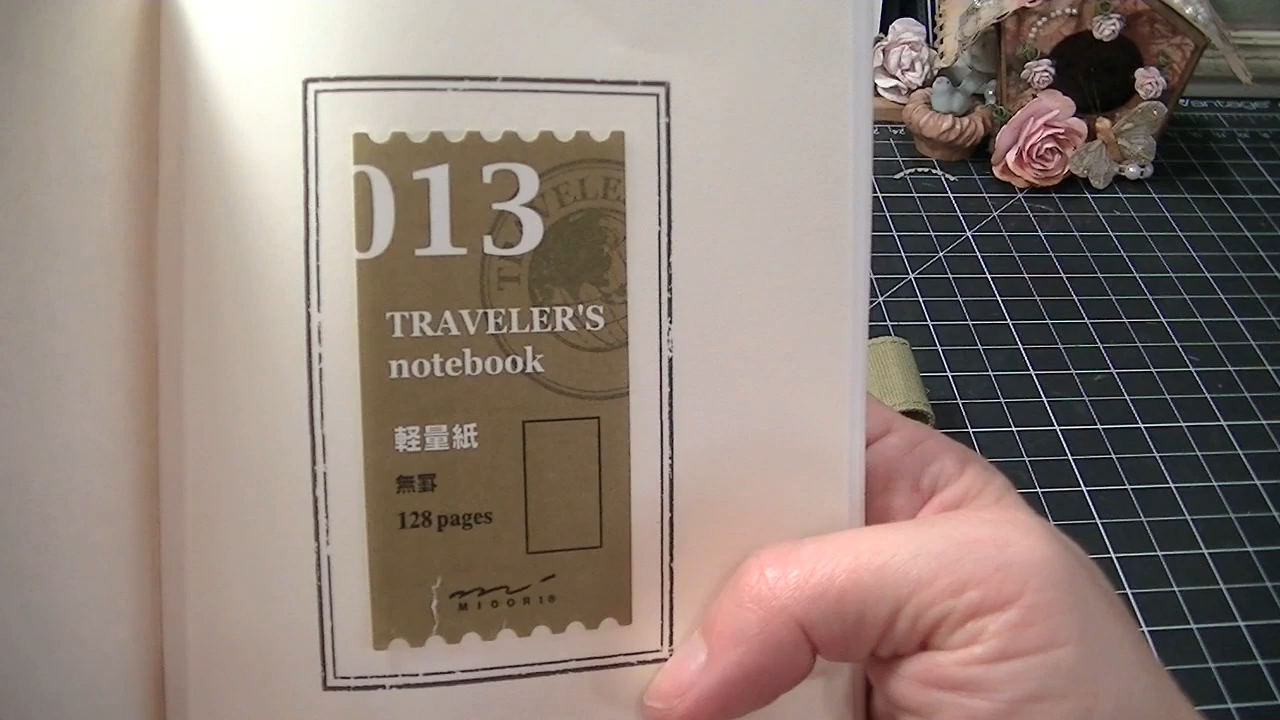 013
TRAVELER'S
notebook
軽量紙
無罫
128 pages
MIDORI®